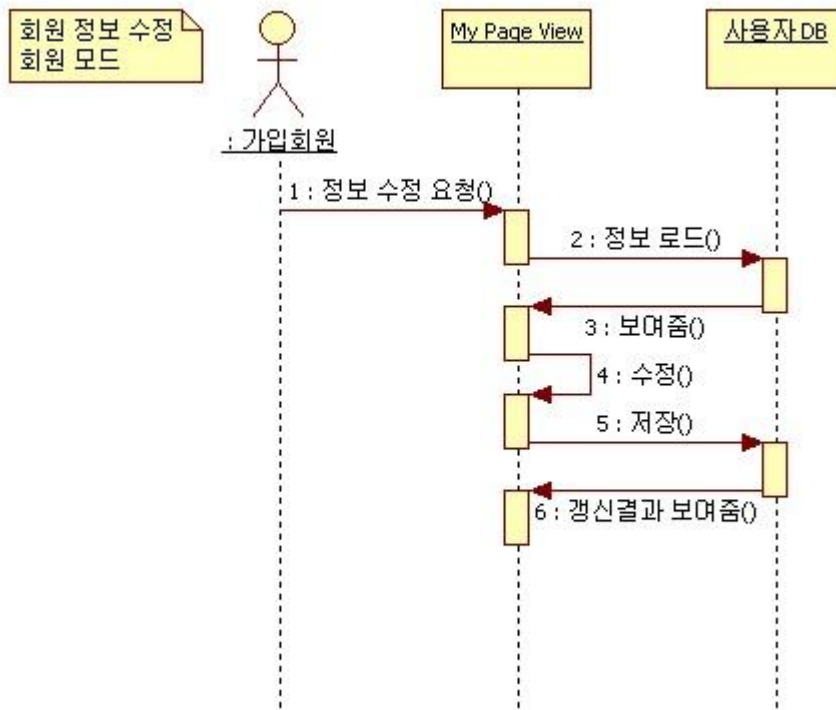 회원 정보 수정
회원 모드
My Page View
사용자 DB
: 가입회원
1 : 정보 수정 요청()
2 : 정보 로드()
3 : 보여줌()
4 : 수정()
5 : 저장()
6 : 갱신결과 보여줌()